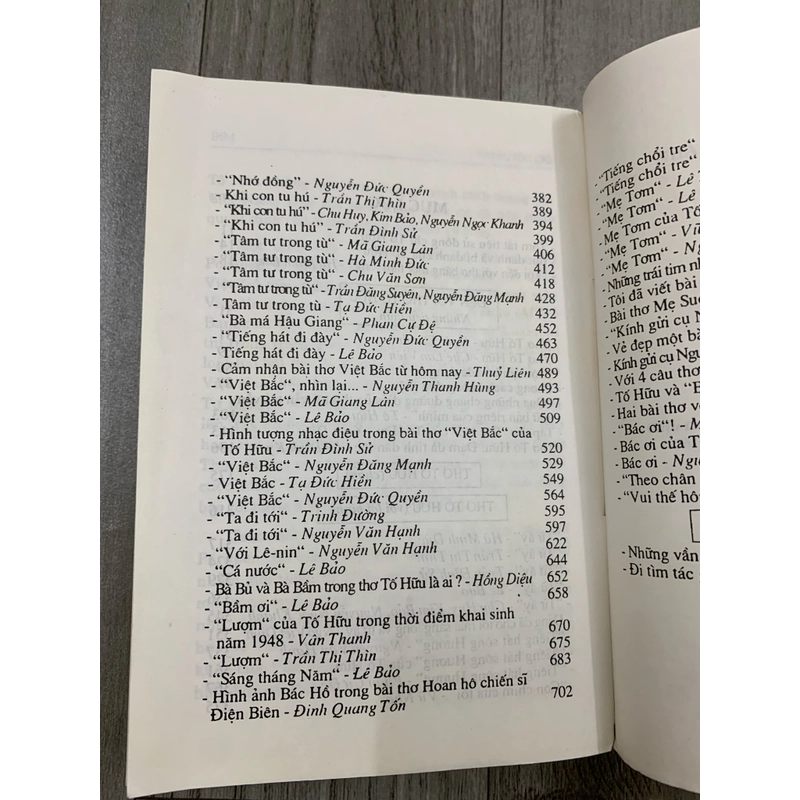 - "Nhớ đồng" - Nguyễn Đức Quyền 382
- Khi con tu hú - Trần Thị Thìn 389
- "Khi con tu hú" - Chu Huy, Kim Bảo, Nguyễn Ngọc Khanh 394
- "Khi con tu hú" - Trần Đình Sử 399
- "Tâm tư trong tù" - Mã Giang Lân 406
- "Tâm tư trong tù" - Hà Minh Đức 412
- "Tâm tư trong tù" - Chu Văn Sơn 418
- "Tâm tư trong tù" - Trần Đăng Suyền, Nguyễn Đăng Mạnh 428
- Tâm tư trong tù - Tạ Đức Hiền 432
- "Bà má Hậu Giang" - Phan Cự Đệ 452
- "Tiếng hát đi đày" - Nguyễn Đức Quyền 463
- Tiếng hát đi đày - Lê Bảo 470
- Cảm nhận bài thơ Việt Bắc từ hôm nay - Thuỷ Liên 489
- "Việt Bắc", nhìn lại... - Nguyễn Thanh Hùng 493
- "Việt Bắc" - Mã Giang Lân 497
- "Việt Bắc" - Lê Bảo 509
- Hình tượng nhạc điệu trong bài thơ "Việt Bắc" của
Tố Hữu - Trần Đình Sử 520
- "Việt Bắc" - Nguyễn Đăng Mạnh 529
- Việt Bắc - Tạ Đức Hiền 549
- "Việt Bắc" - Nguyễn Đức Quyền 564
- "Ta đi tới" - Trinh Đường 595
- "Ta đi tới" - Nguyễn Văn Hạnh 597
- "Với Lê-nin" - Nguyễn Văn Hạnh 622
- "Cá nước" - Lê Bảo 644
- Bà Bủ và Bà Bầm trong thơ Tố Hữu là ai ? - Hồng Diệu 652
- "Bầm ơi" - Lê Bảo 658
- "Lượm" của Tố Hữu trong thời điểm khai sinh
năm 1948 - Vân Thanh 670
- "Lượm" - Trần Thị Thìn 675
- "Sáng tháng Năm" - Lê Bảo 683
- Hình ảnh Bác Hồ trong bài thơ Hoan hô chiến sĩ
Điện Biên - Đinh Quang Tốn 702
- "Tiếng chổi tre"
- "Tiếng chổi tre"
- "Mẹ Tơm" - Lê
- "Mẹ Tơm" - L
- Mẹ Tơm của Tố
- "Mẹ Tơm" - Vũ
- "Mẹ Tơm" - Ng
- Những trái tim nh
- Tôi đã viết bài
- Bài thơ Mẹ Suố
- "Kính gửi cụ N
- Vẻ đẹp một bà
- Kính gửi cụ Ngu
- Với 4 câu thơ
- Tố Hữu và "B
- Hai bài thơ v
- "Bác ơi"! - M
- Bác ơi của T
- Bác ơi - Ngu
- "Theo chân
- "Vui thế hô
- Những vần
- Đi tìm tác